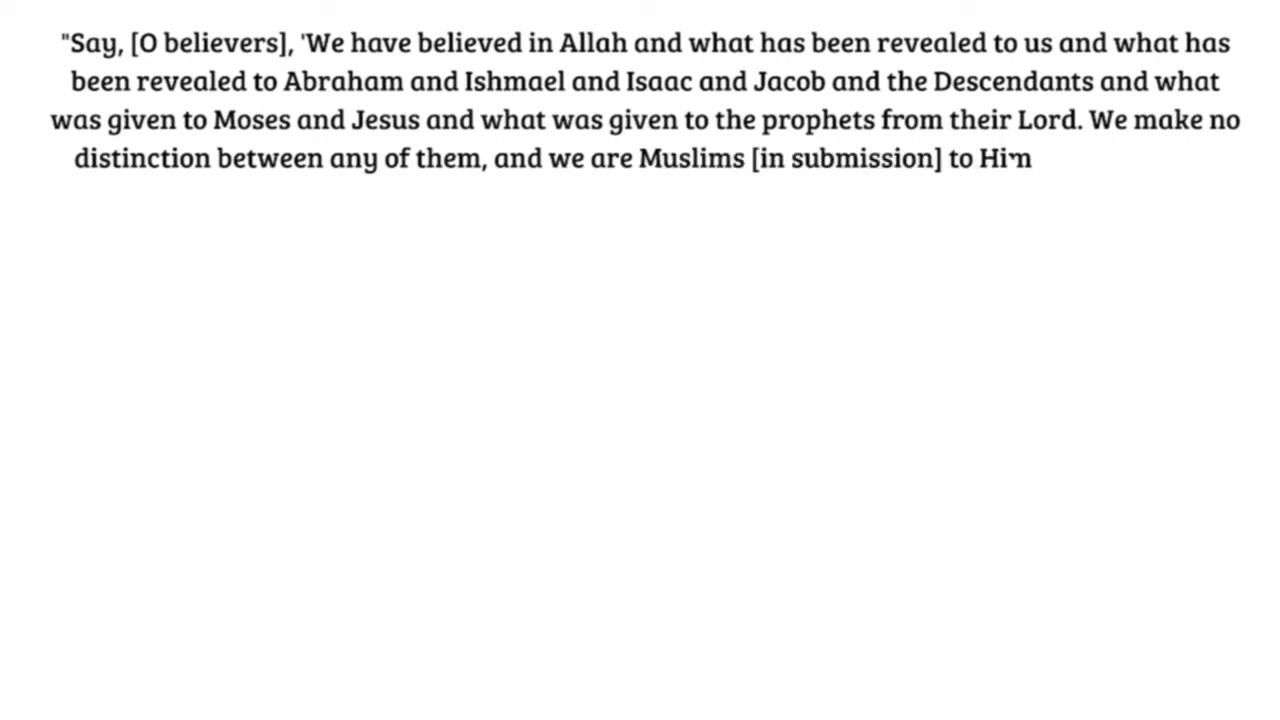 "Say, [O believers], 'We have believed in Allah and what has been revealed to us and what has
been revealed to Abraham and Ishmael and Isaac and Jacob and the Descendants and what
was given to Moses and Jesus and what was given to the prophets from their Lord. We make no
distinction between any of them, and we are Muslims [in submission] to Him